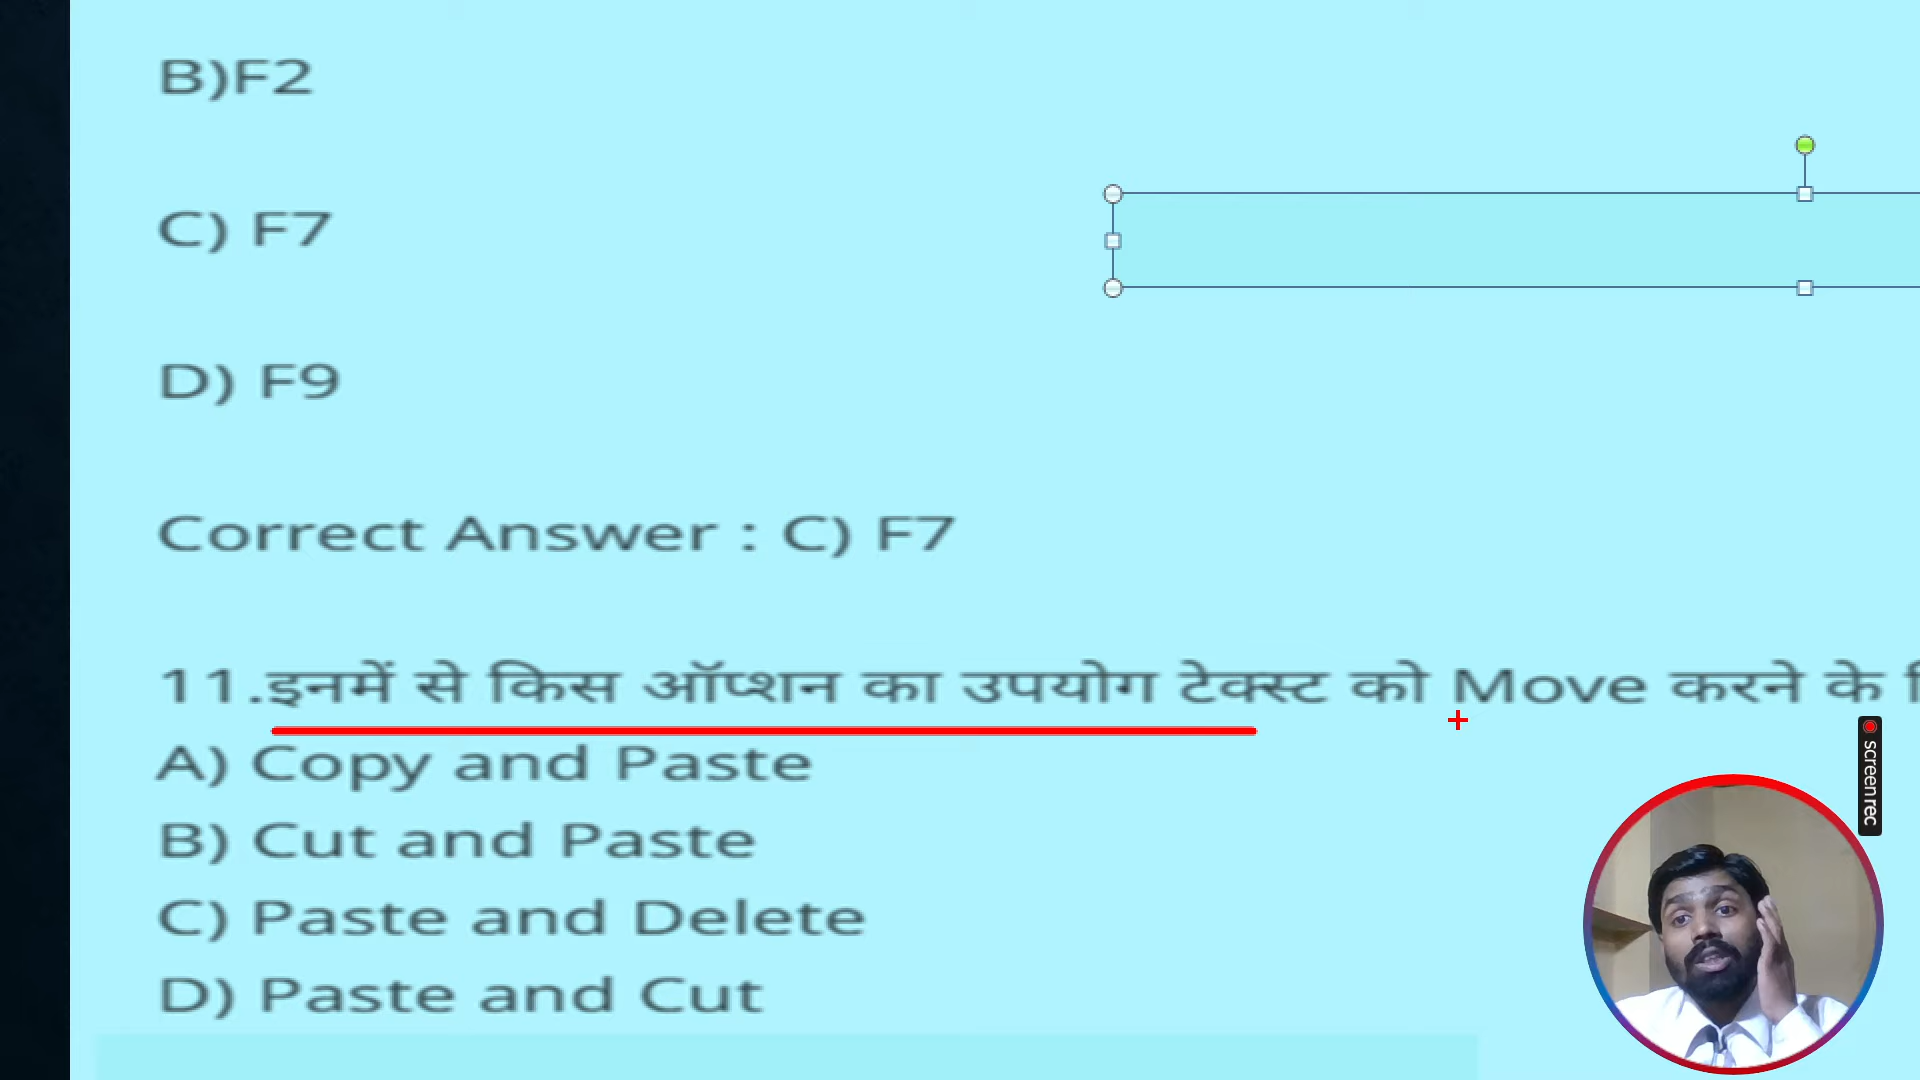 B)F2
C) F7
D) F9
Correct Answer : C) F7
11.इनमें से किस ऑप्शन का उपयोग टेक्स्ट को Move करने के
A) Copy and Paste
B) Cut and Paste
C) Paste and Delete
D) Paste and Cut
screenrec